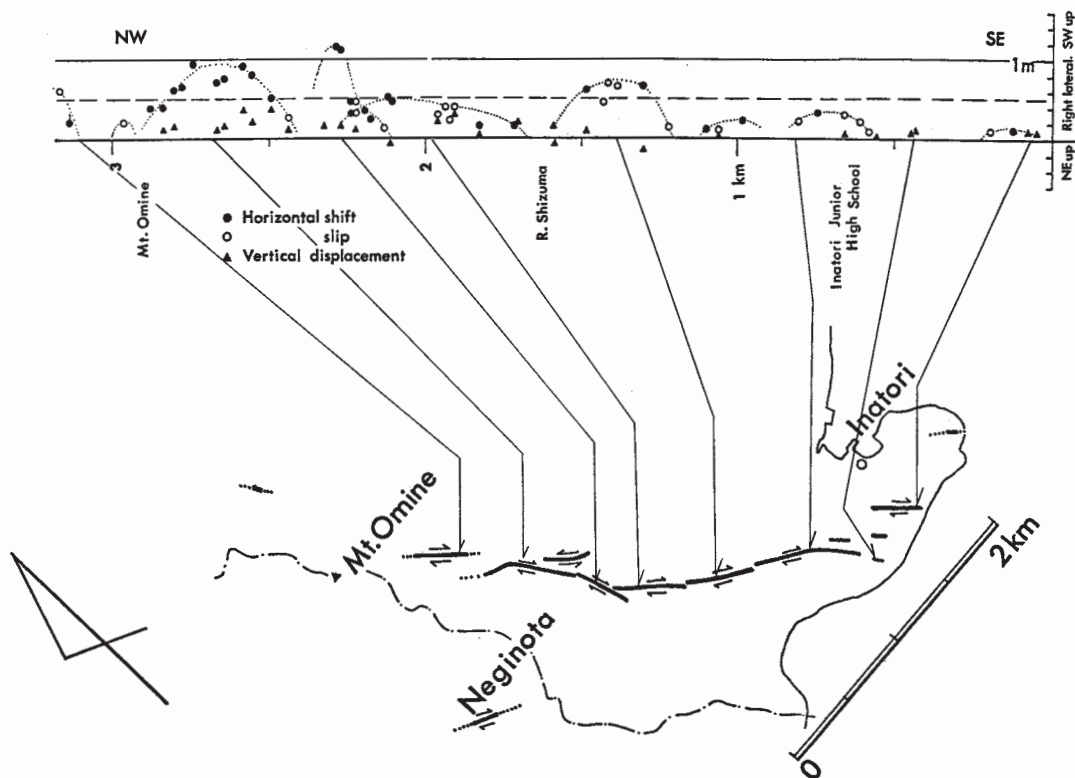 NW
SE
1m
SW up
Right lateral
NE up
3
2
1 km
Mt. Omine
R. Shizuma
Inatori Junior
High School
● Horizontal shift
○ slip
▲ Vertical displacement
Inatori
Mt. Omine
Neginota
0
2km